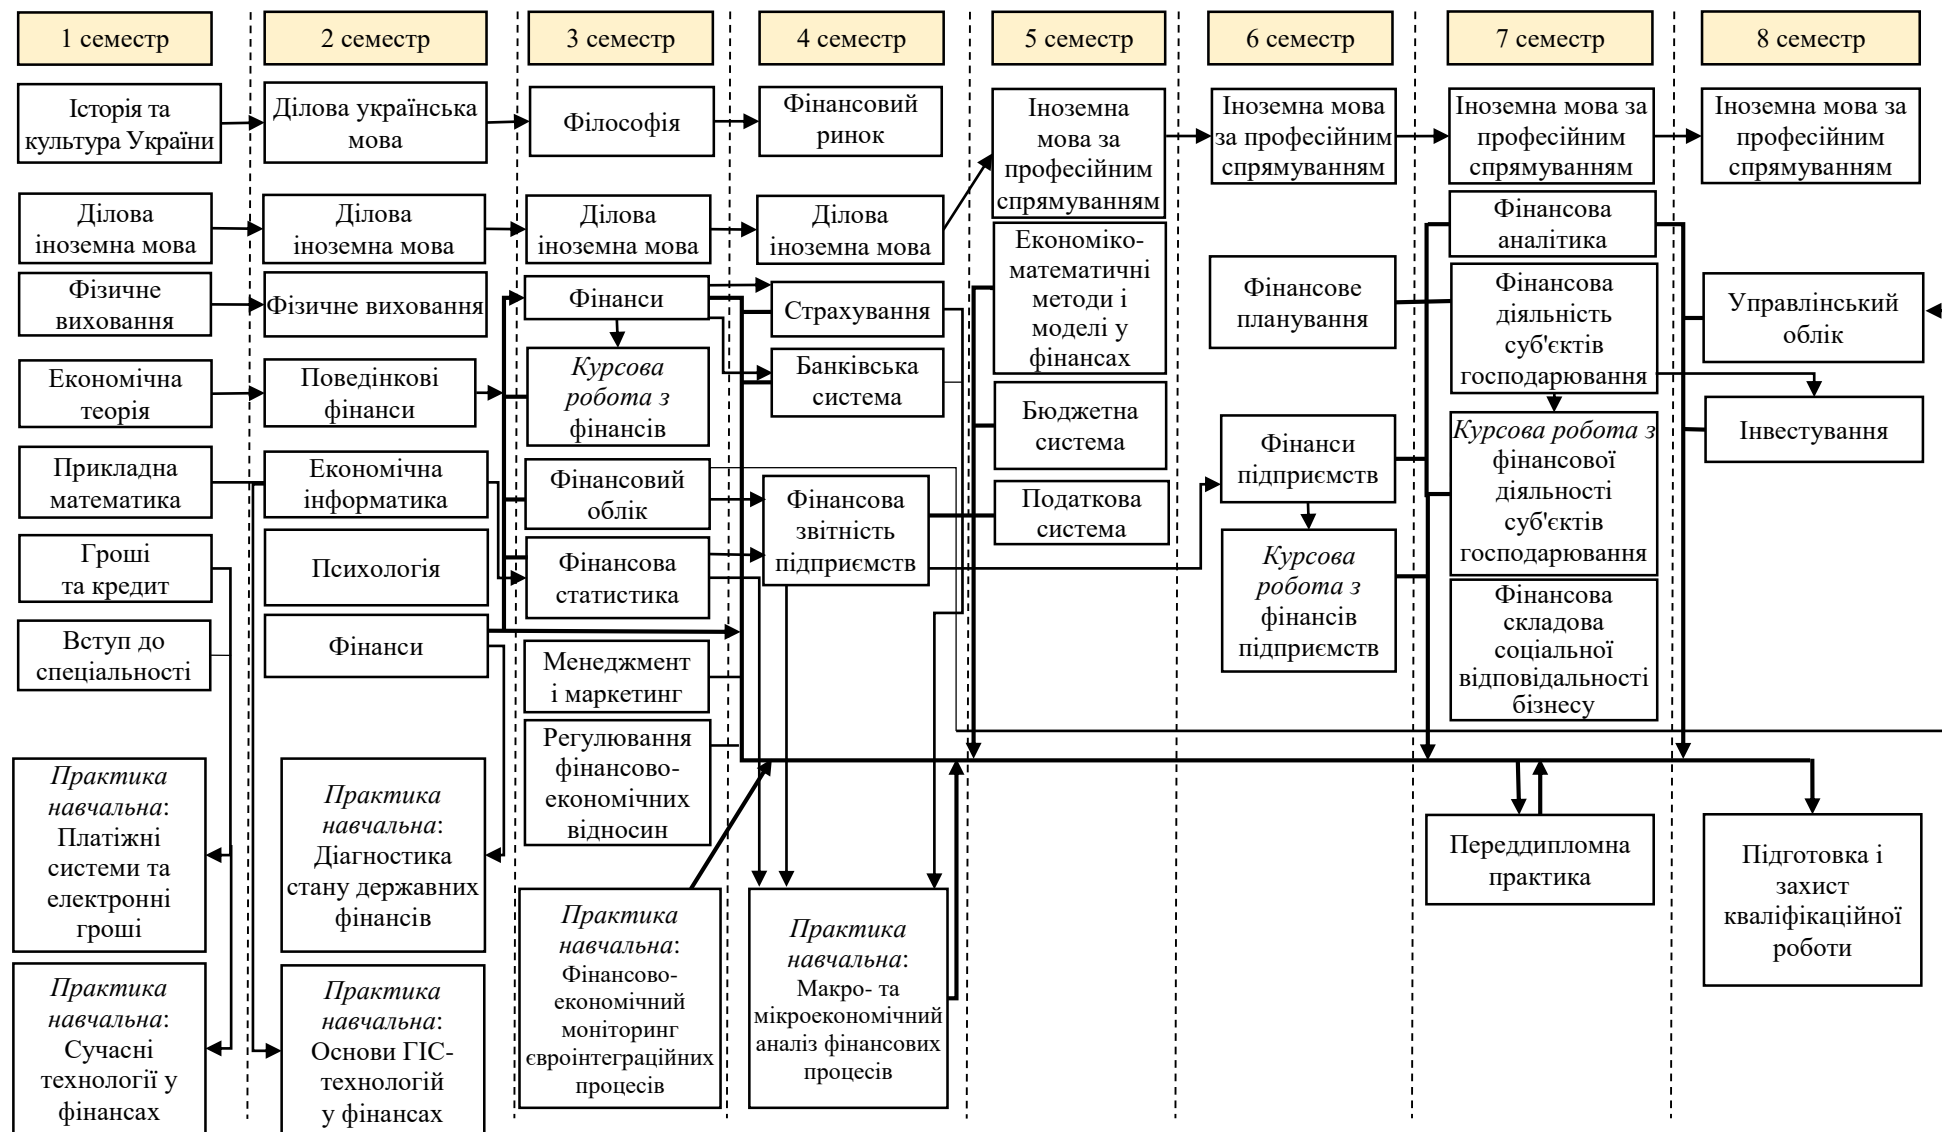 1 семестр
2 семестр
3 семестр
4 семестр
5 семестр
6 семестр
7 семестр
8 семестр
Історія та
культура України
Ділова
іноземна мова
Фізичне
виховання
Економічна
теорія
Прикладна
математика
Гроші
та кредит
Вступ до
спеціальності
Практика
навчальна:
Платіжні
системи та
електронні
гроші
Практика
навчальна:
Сучасні
технології у
фінансах
Ділова українська
мова
Ділова
іноземна мова
Фізичне виховання
Поведінкові
фінанси
Економічна
інформатика
Психологія
Фінанси
Практика
навчальна:
Діагностика
стану державних
фінансів
Практика
навчальна:
Основи ГІС-
технологій
у фінансах
Філософія
Ділова
іноземна мова
Фінанси
Курсова
робота з
фінансів
Фінансовий
облік
Фінансова
статистика
Менеджмент
і маркетинг
Регулювання
фінансово-
економічних
відносин
Практика
навчальна:
Фінансово-
економічний
моніторинг
євроінтеграційних
процесів
Фінансовий
ринок
Ділова
іноземна мова
Страхування
Банківська
система
Фінансова
звітність
підприємств
Практика
навчальна:
Макро- та
мікроекономічний
аналіз фінансових
процесів
Іноземна
мова за
професійним
спрямуванням
Економіко-
математичні
методи і
моделі у
фінансах
Бюджетна
система
Податкова
система
Іноземна мова
за професійним
спрямуванням
Фінансове
планування
Фінанси
підприємств
Курсова
робота з
фінансів
підприємств
Іноземна мова за
професійним
спрямуванням
Фінансова
аналітика
Фінансова
діяльність
суб'єктів
господарювання
Курсова робота з
фінансової
діяльності
суб'єктів
господарювання
Фінансова
складова
соціальної
відповідальності
бізнесу
Переддипломна
практика
Іноземна мова за
професійним
спрямуванням
Управлінський
облік
Інвестування
Підготовка і
захист
кваліфікаційної
роботи